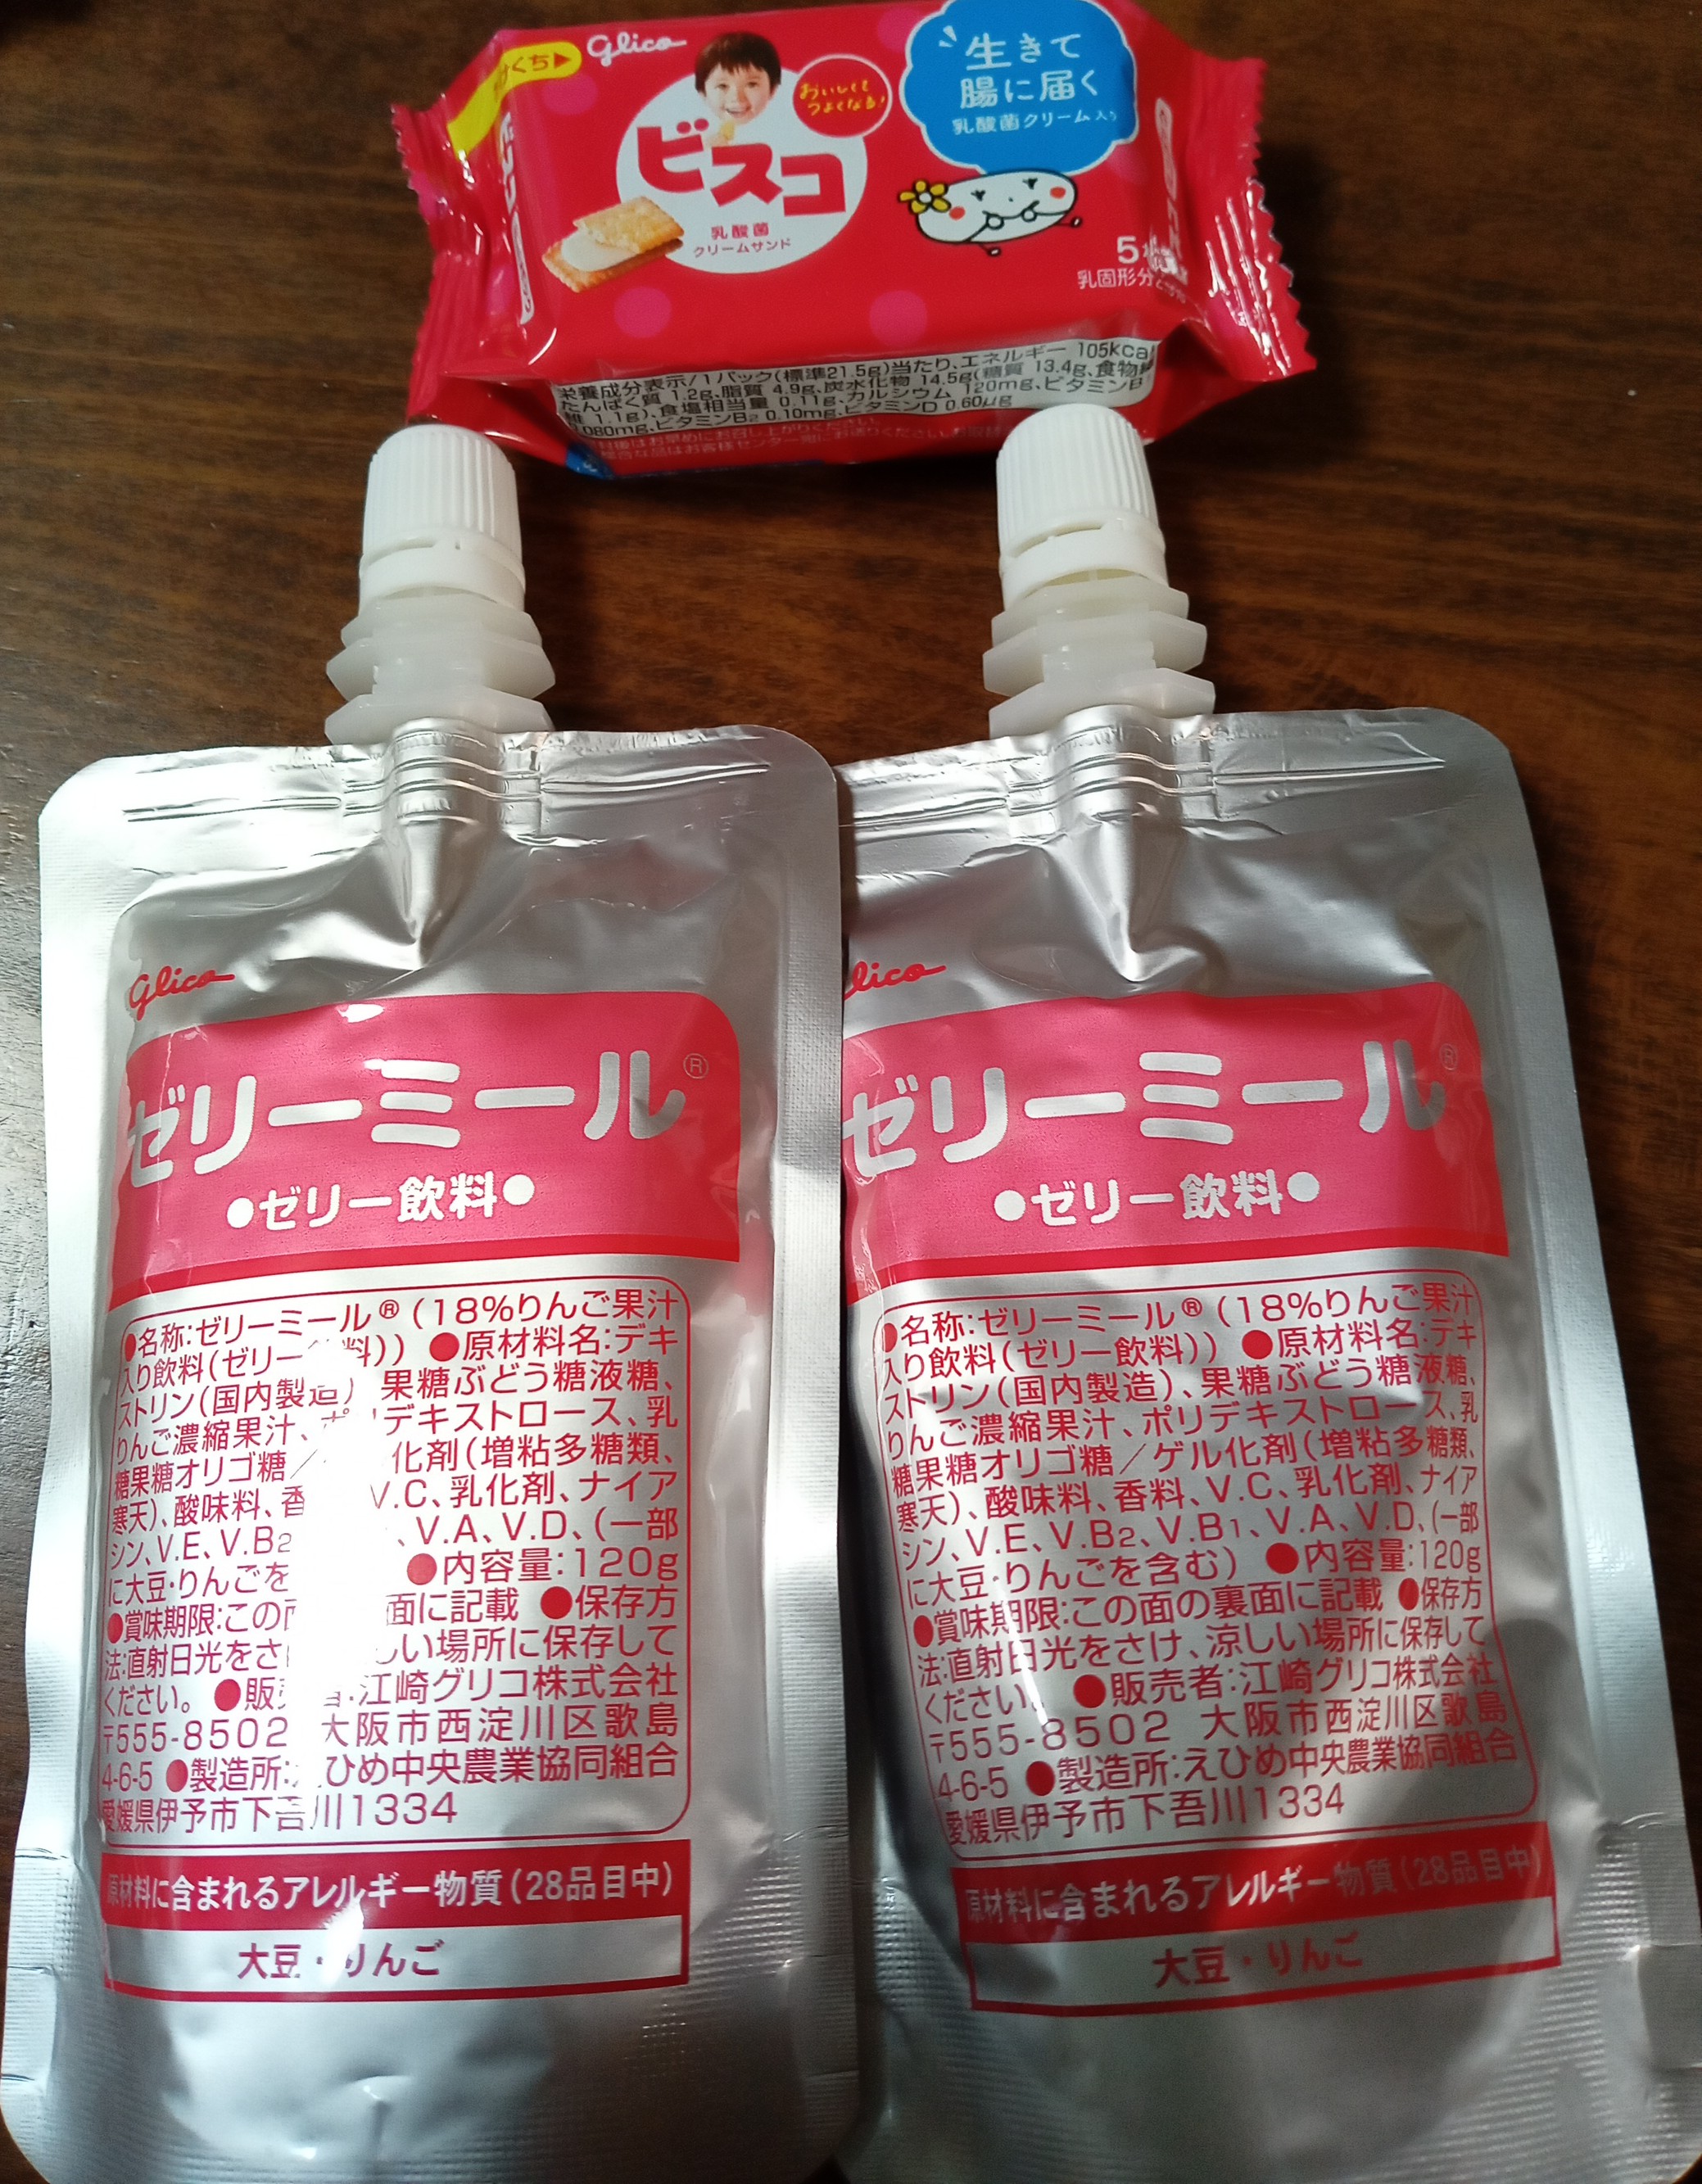 Glico
おいしくて
つよくなる!
生きて
腸に届く
乳酸菌クリーム入り
ビスコ
乳酸菌
クリームサンド
5
乳固形分
栄養成分表示/1パック(標準21.5g)当たり、エネルギー 105kcal
たんぱく質 1.2g、脂質 4.9g、炭水化物 14.5g(糖質 13.4g、食物繊
維 1.1g)、食塩相当量 0.11g、カルシウム 120mg、ビタミンB
.080mg、ビタミンB2 0.10mg、ビタミンD 0.60μg
Glico
ゼリーミール®
●ゼリー飲料●
●名称:ゼリーミール®(18%りんご果汁
入り飲料(ゼリー 料)) ●原材料名:デキ
ストリン(国内製造) 果糖ぶどう糖液糖、
りんご濃縮果汁、ポリデキストロース、乳
糖果糖オリゴ糖/ 化剤(増粘多糖類、
寒天)、酸味料、香 V.C、乳化剤、ナイア
シン、V.E、V.B2 、V.A、V.D、(一部
に大豆・りんごを ●内容量:120g
●賞味期限:この面 面に記載 ●保存方
法:直射日光をさけ しい場所に保存して
ください。 ●販売 者:江崎グリコ株式会社
〒555-8502 大阪市西淀川区歌島
4-6-5 ●製造所:えひめ中央農業協同組合
愛媛県伊予市下吾川1334
原材料に含まれるアレルギー物質(28品目中)
大豆・りんご
lico
ゼリーミール®
●ゼリー飲料●
●名称:ゼリーミール®(18%りんご果汁
入り飲料(ゼリー飲料)) ●原材料名:デキ
ストリン(国内製造)、果糖ぶどう糖液糖、
りんご濃縮果汁、ポリデキストロース、乳
糖果糖オリゴ糖/ゲル化剤(増粘多糖類、
寒天)、酸味料、香料、V.C、乳化剤、ナイア
シン、V.E、V.B2、V.B1、V.A、V.D、(一部
に大豆・りんごを含む) ●内容量:120g
●賞味期限:この面の裏面に記載 ●保存方
法:直射日光をさけ、涼しい場所に保存して
ください。 ●販売者:江崎グリコ株式会社
〒555-8502 大阪市西淀川区歌島
4-6-5 ●製造所:えひめ中央農業協同組合
愛媛県伊予市下吾川1334
原材料に含まれるアレルギー物質(28品目中)
大豆・りんご